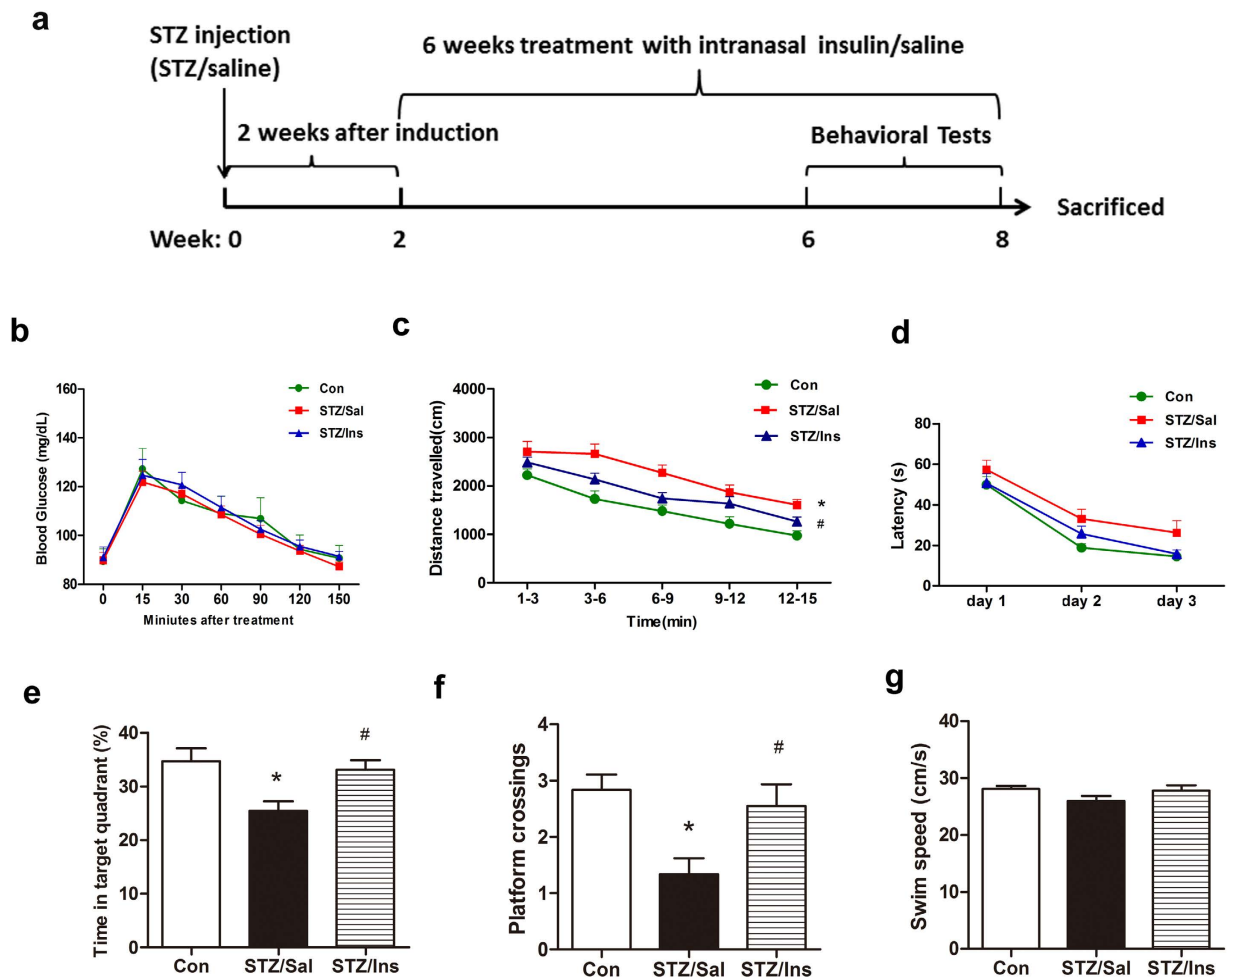 a
STZ injection
(STZ/saline)
6 weeks treatment with intranasal insulin/saline
2 weeks after induction
Behavioral Tests
Sacrificed
Week: 0 2 6 8
b
Blood Glucose (mg/dL)
160
140
120
100
80
0 15 30 60 90 120 150
Miniutes after treatment
Con
STZ/Sal
STZ/Ins
c
Distance travelled(cm)
4000
3000
2000
1000
0
1-3 3-6 6-9 9-12 12-15
Time(min)
Con
STZ/Sal
STZ/Ins
*
#
d
Latency (s)
80
60
40
20
0
day 1 day 2 day 3
Con
STZ/Sal
STZ/Ins
e
Time in target quadrant (%)
40
30
20
10
0
*
#
Con STZ/Sal STZ/Ins
f
Platform crossings
4
3
2
1
0
*
#
Con STZ/Sal STZ/Ins
g
Swim speed (cm/s)
40
30
20
10
0
Con STZ/Sal STZ/Ins